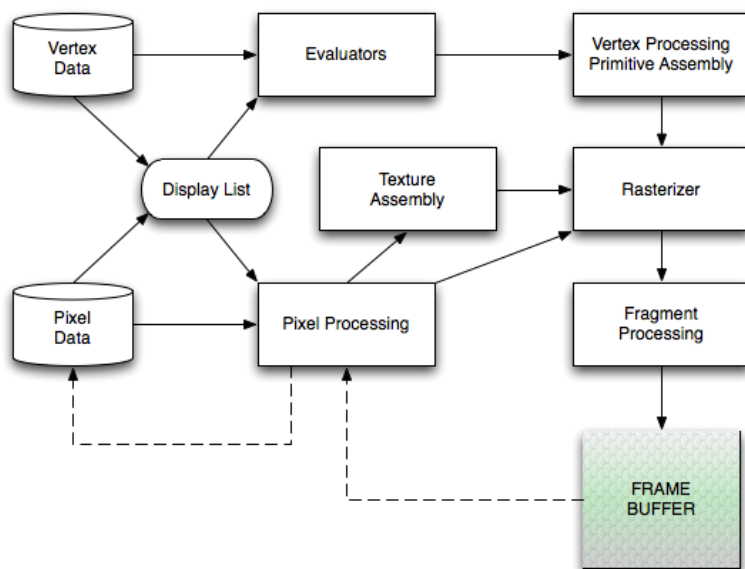 Vertex
Data
Evaluators
Vertex Processing
Primitive Assembly
Display List
Texture
Assembly
Rasterizer
Pixel
Data
Pixel Processing
Fragment
Processing
FRAME
BUFFER